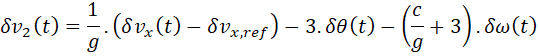 δv₂(t) = 1/g . (δvₓ(t) − δvₓ,ref) − 3. δθ(t) − (c/g + 3) . δω(t)